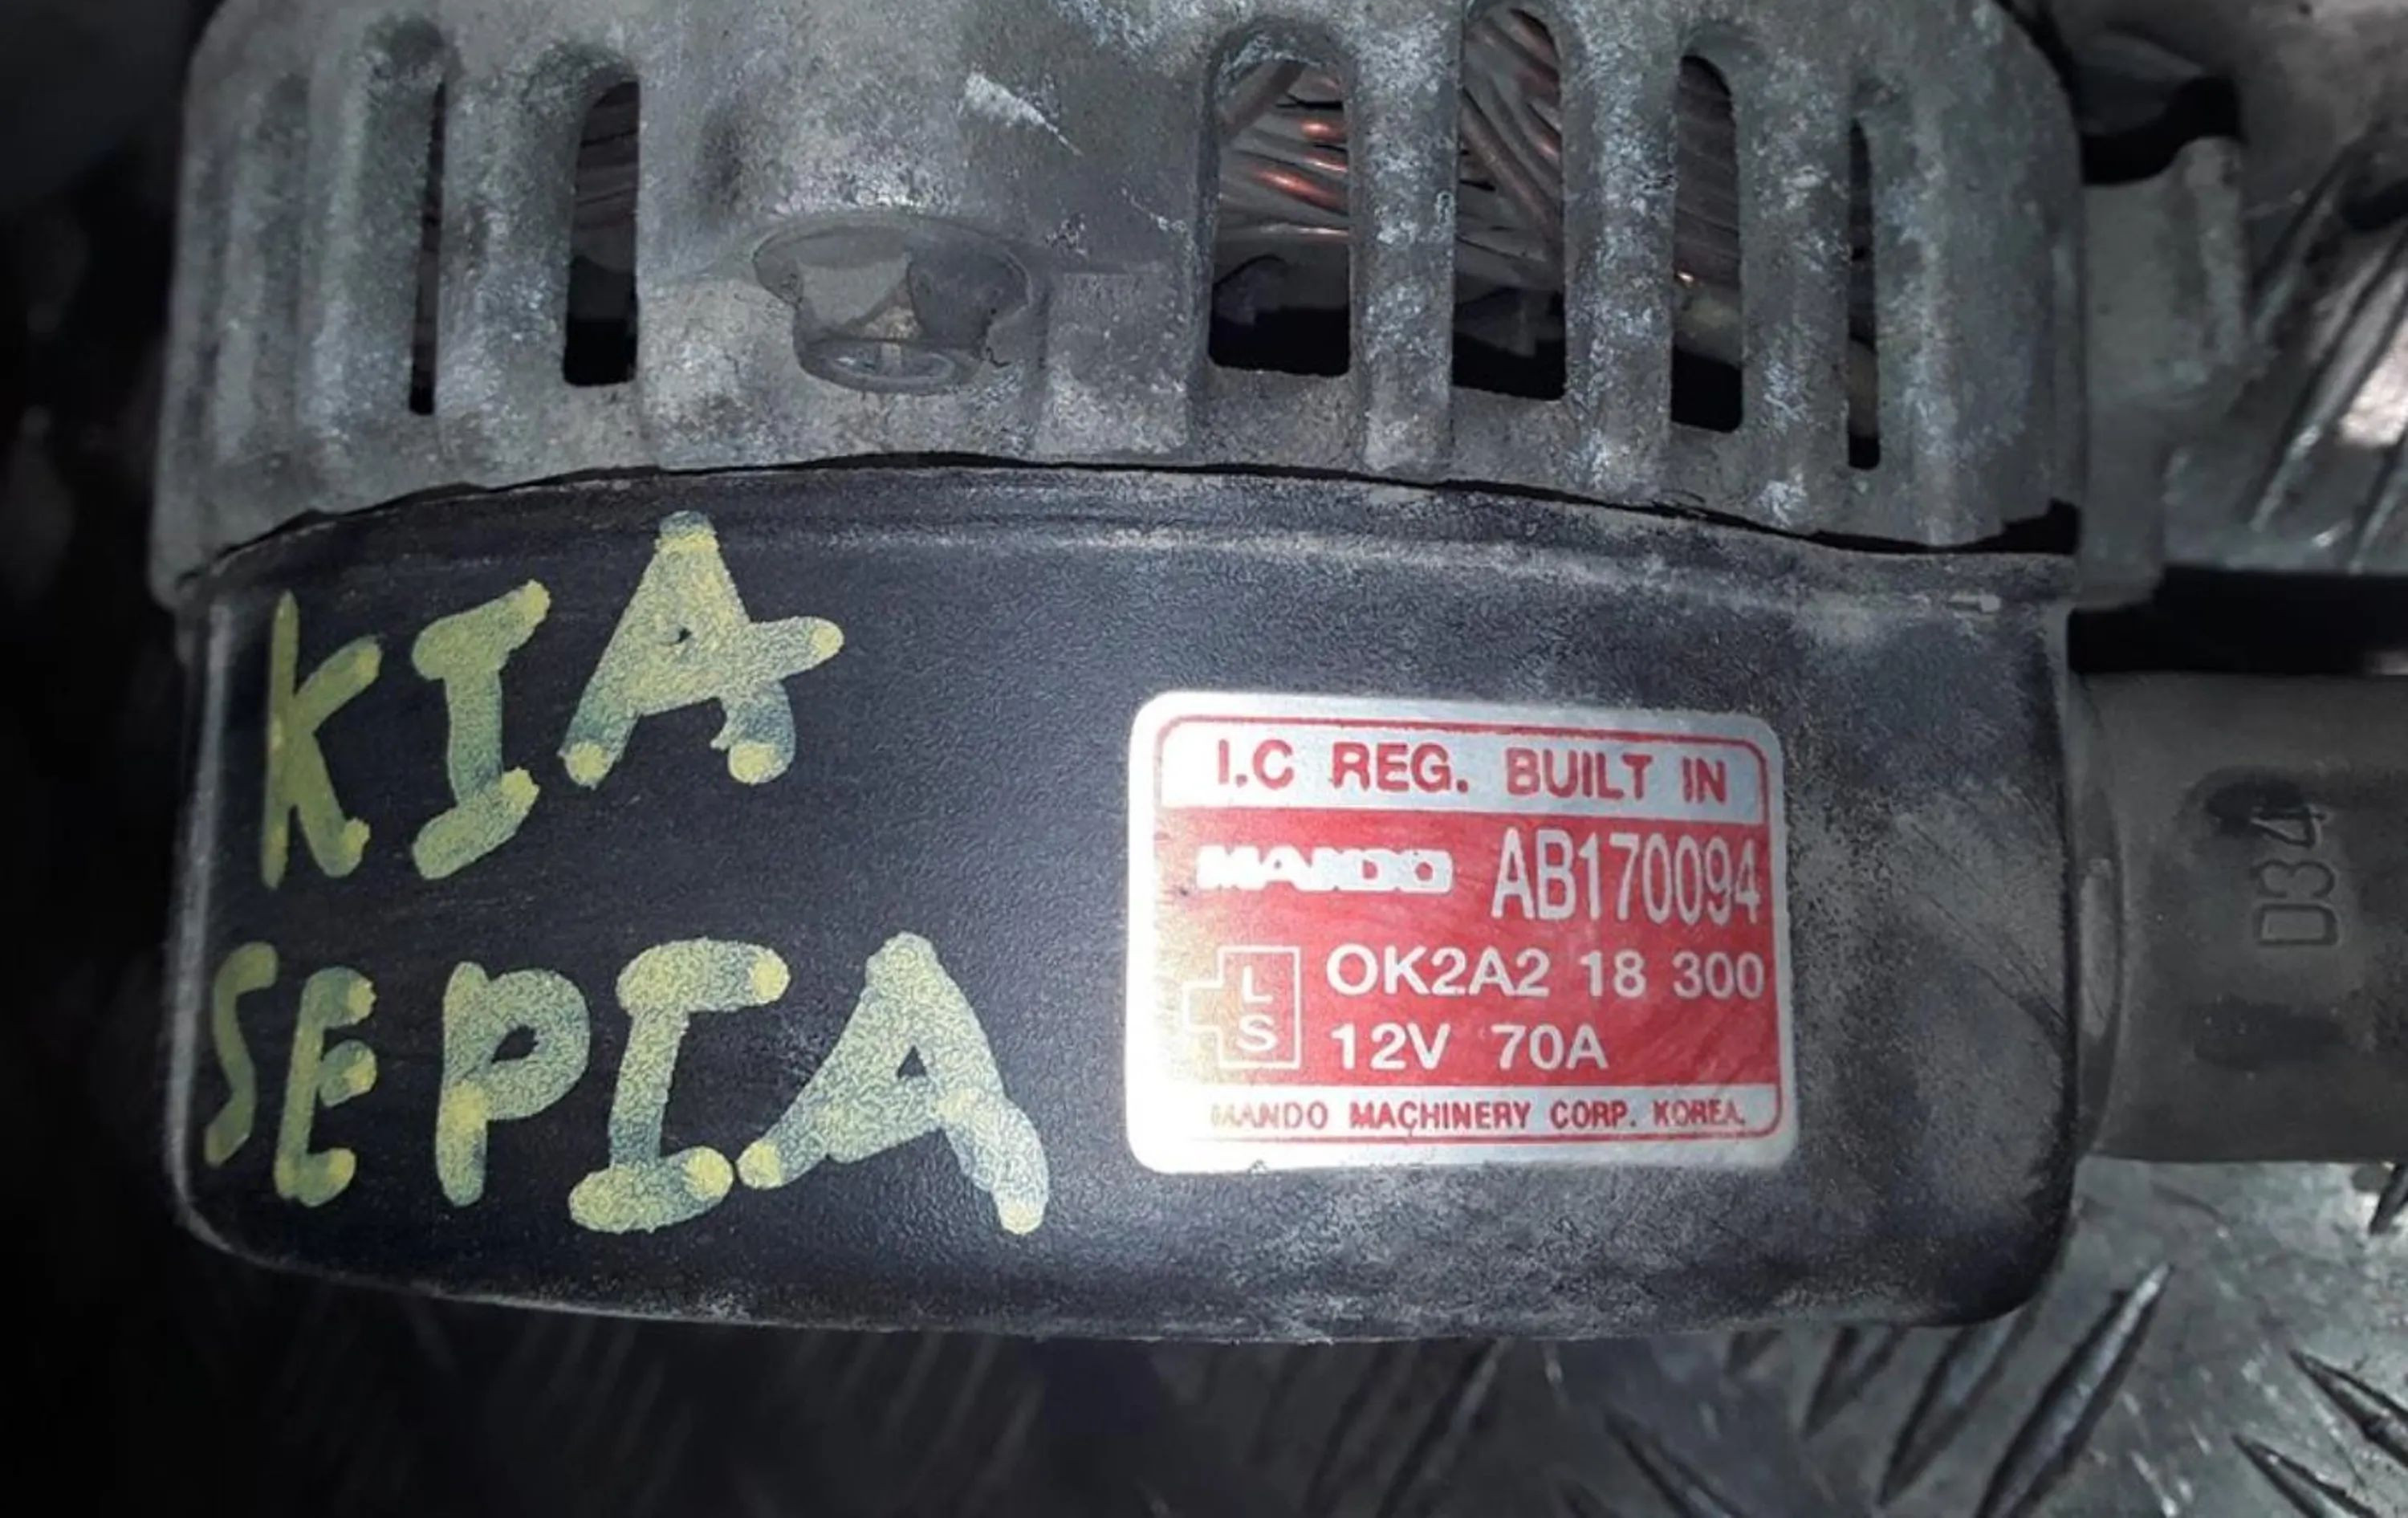 KIA
SEPIA
I.C REG. BUILT IN
MANDO AB170094
L
S
OK2A2 18 300
12V 70A
MANDO MACHINERY CORP. KOREA.
D34